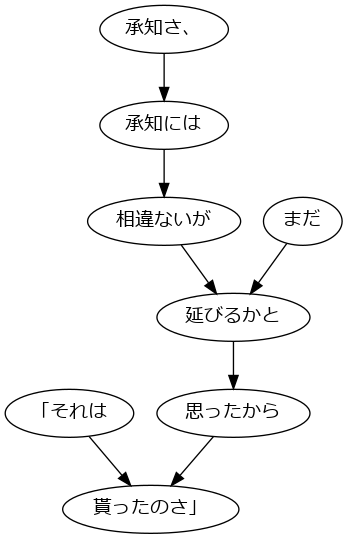 承知さ、
承知には
相違ないが
まだ
延びるかと
「それは
思ったから
貰ったのさ」